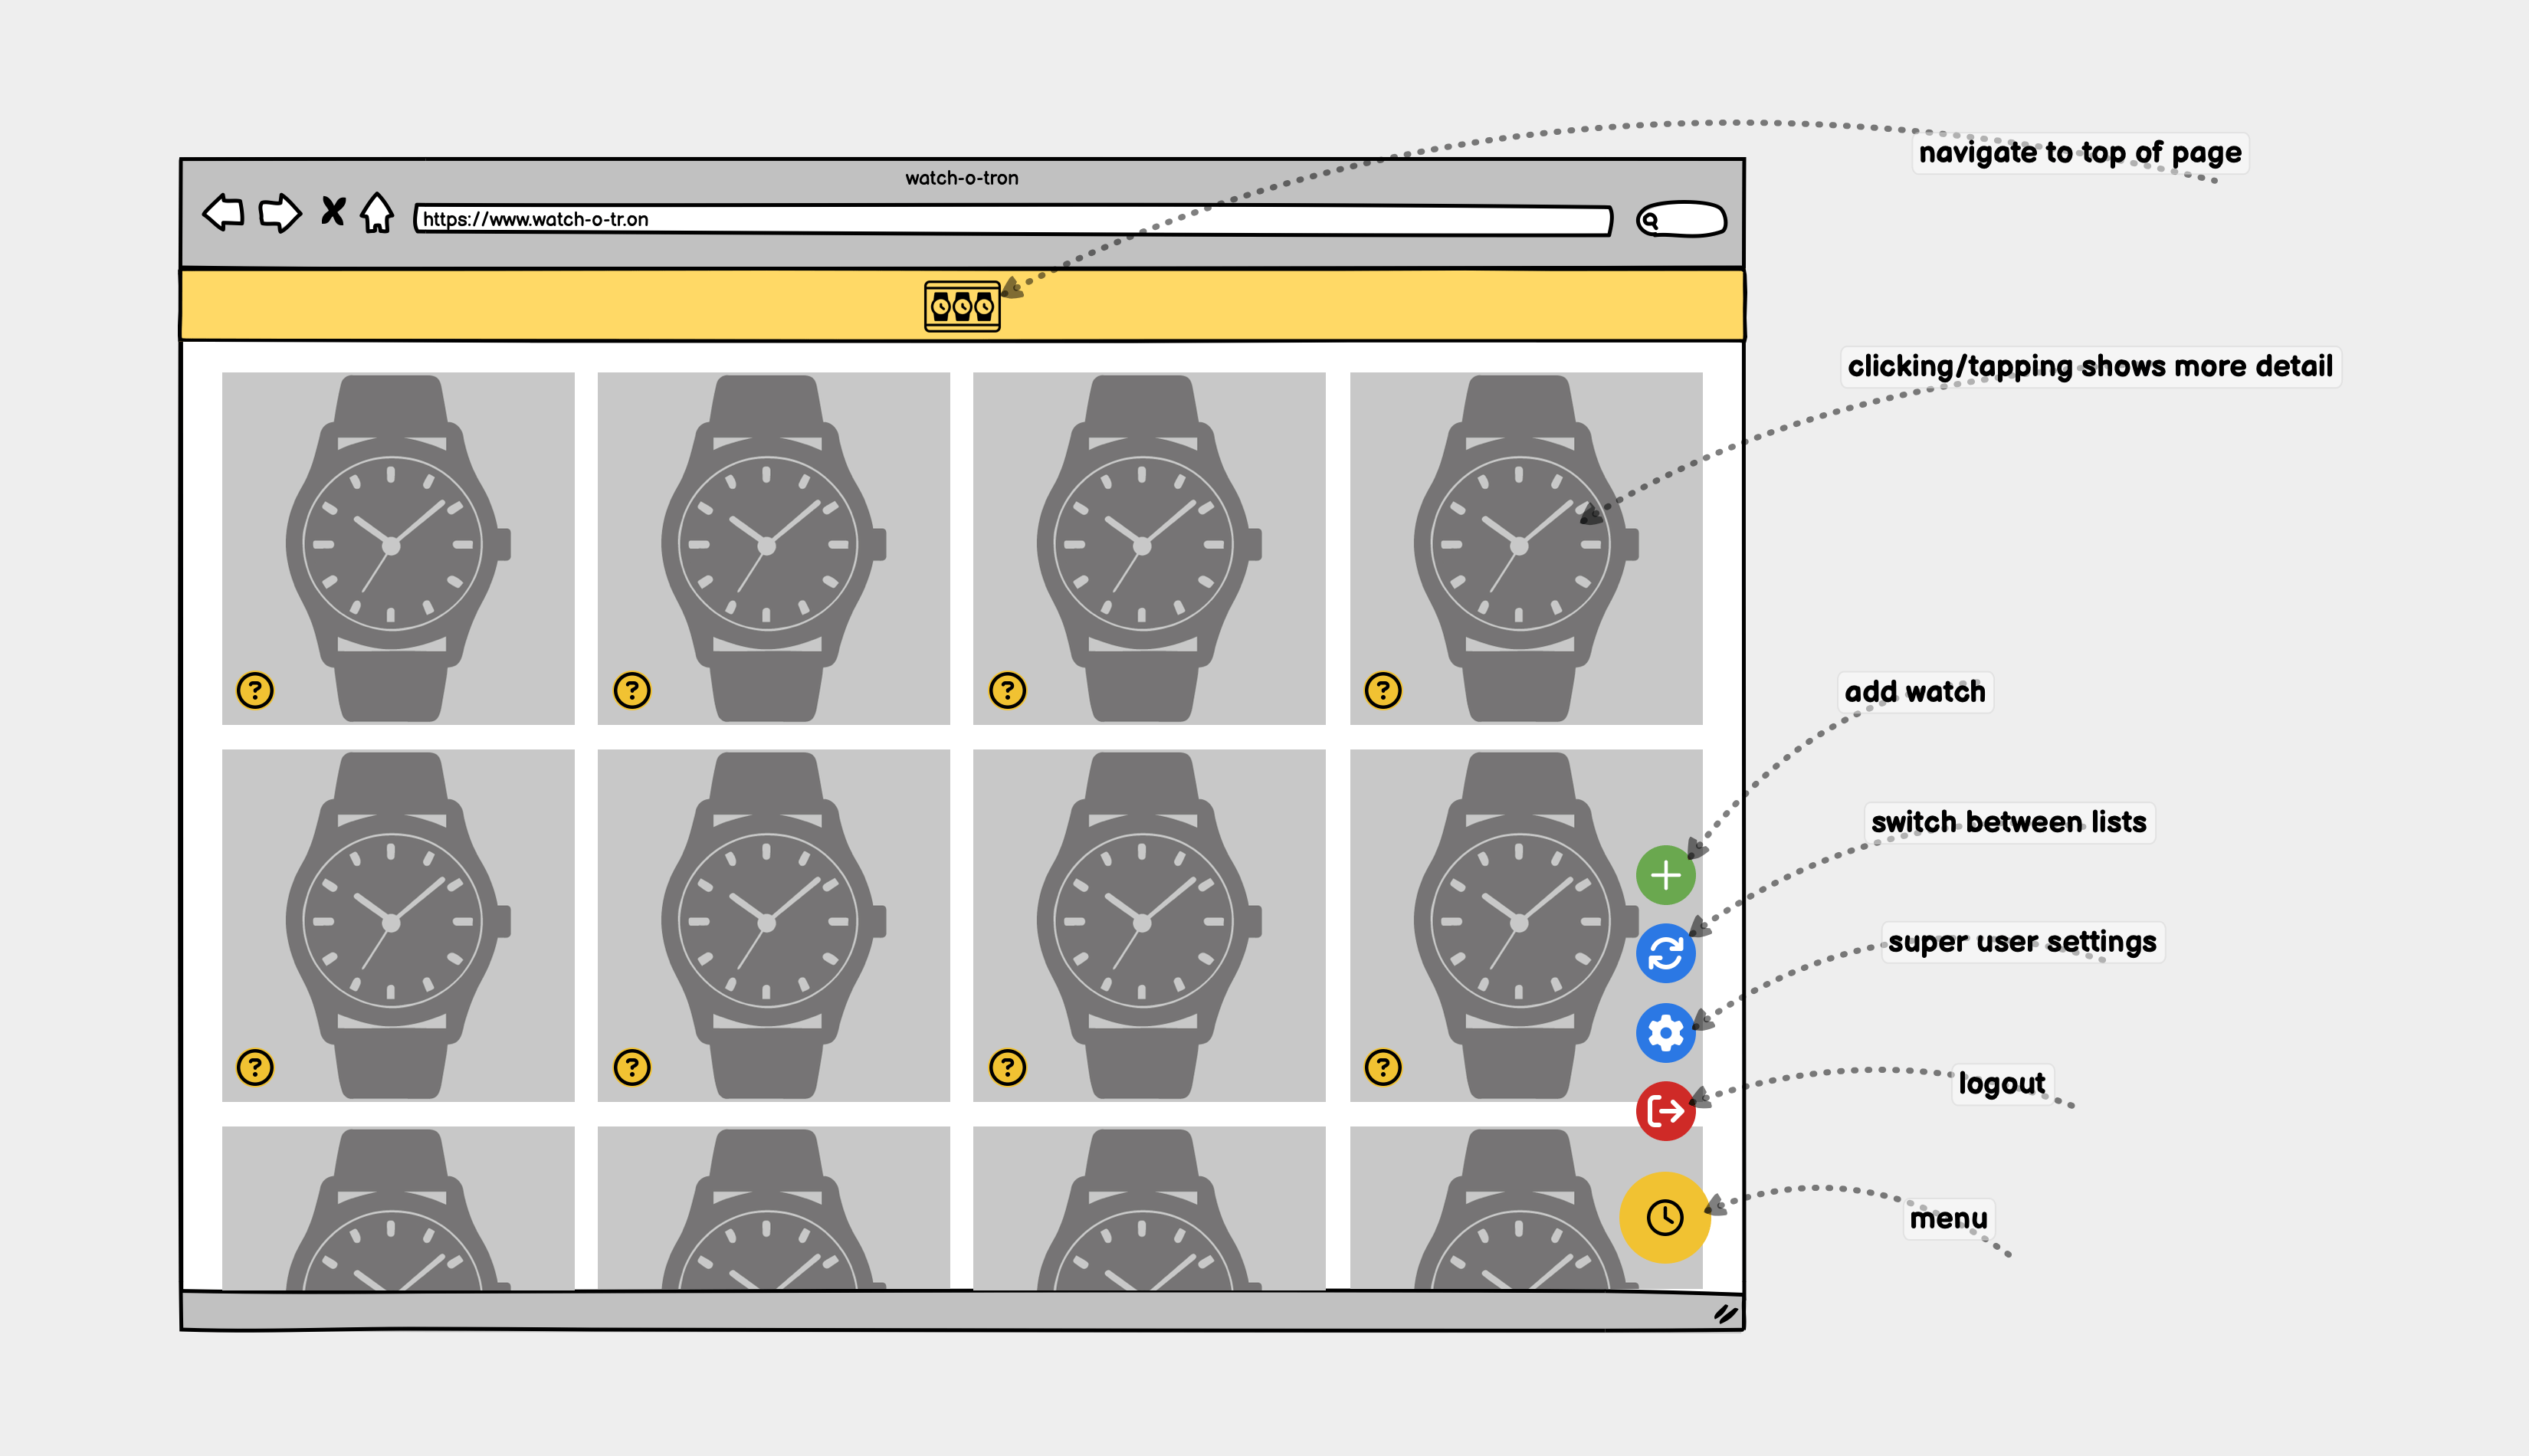 navigate to top of page
watch-o-tron
https://www.watch-o-tr.on
clicking/tapping shows more detail
? ? ? ?
add watch
switch between lists
super user settings
? ? ? ?
logout
menu